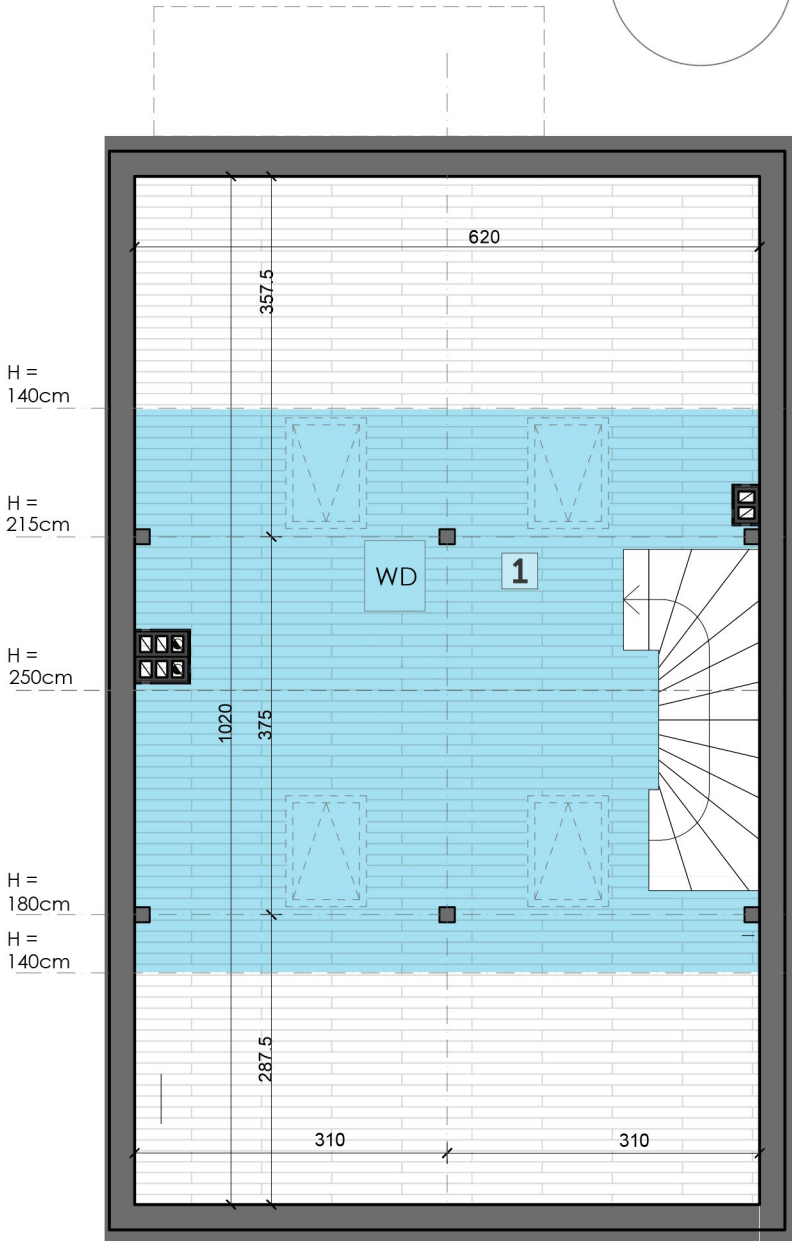 620
357.5
H =
140cm
H =
215cm
WD
1
H =
250cm
1020
375
H =
180cm
H =
140cm
287.5
310
310